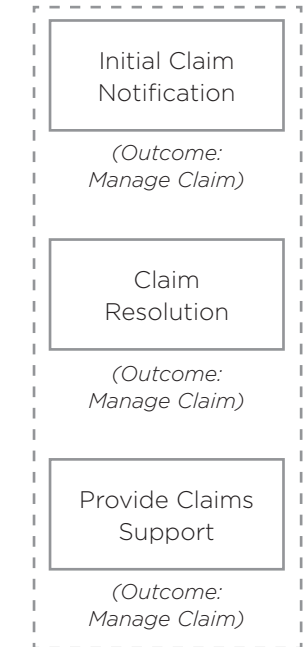 Initial Claim
Notification
(Outcome:
Manage Claim)
Claim
Resolution
(Outcome:
Manage Claim)
Provide Claims
Support
(Outcome:
Manage Claim)